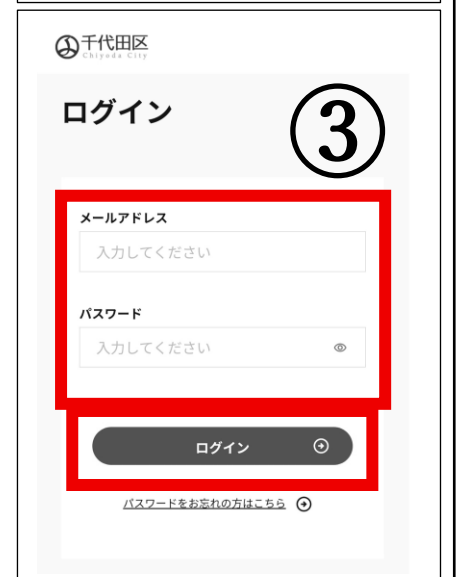 千代田区
Chiyoda City
ログイン
③
メールアドレス
入力してください
パスワード
入力してください
ログイン
パスワードをお忘れの方はこちら